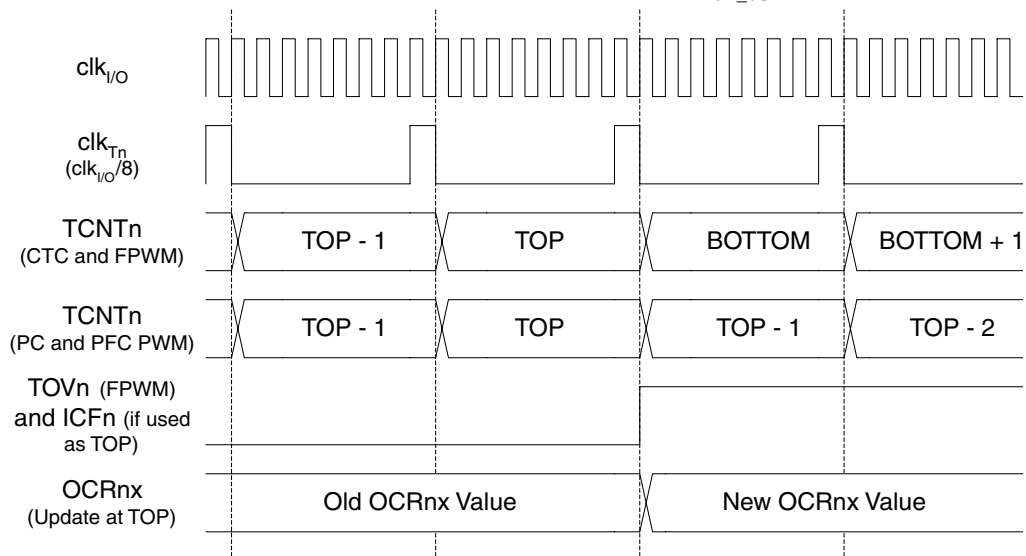 clkI/O
clkTn
(clkI/O/8)
TCNTn
(CTC and FPWM)
TOP - 1
TOP
BOTTOM
BOTTOM + 1
TCNTn
(PC and PFC PWM)
TOP - 1
TOP
TOP - 1
TOP - 2
TOVn (FPWM)
and ICFn (if used
as TOP)
OCRnx
(Update at TOP)
Old OCRnx Value
New OCRnx Value